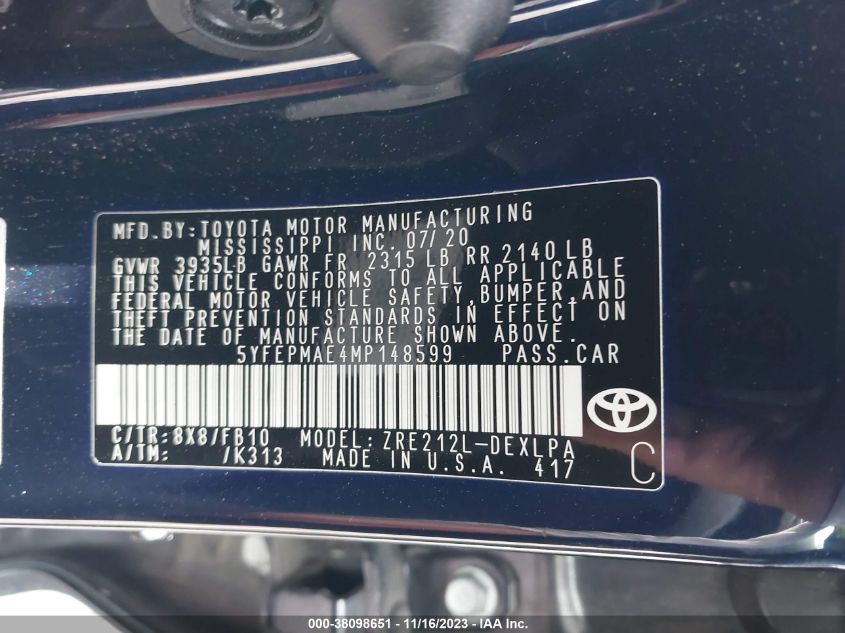 MFD. BY: TOYOTA MOTOR MANUFACTURING
MISSISSIPPI INC. 07/20
GVWR 3935LB GAWR FR 2315 LB RR 2140 LB
THIS VEHICLE CONFORMS TO ALL APPLICABLE
FEDERAL MOTOR VEHICLE SAFETY, BUMPER, AND
THEFT PREVENTION STANDARDS IN EFFECT ON
THE DATE OF MANUFACTURE SHOWN ABOVE.
5YFEPMAE4MP148599 PASS. CAR
C/TR: 8X8/FB10 MODEL: ZRE212L-DEXLPA
A/TM: /K313 MADE IN U.S.A. 417 C
000-38098651 - 11/16/2023 - IAA Inc.